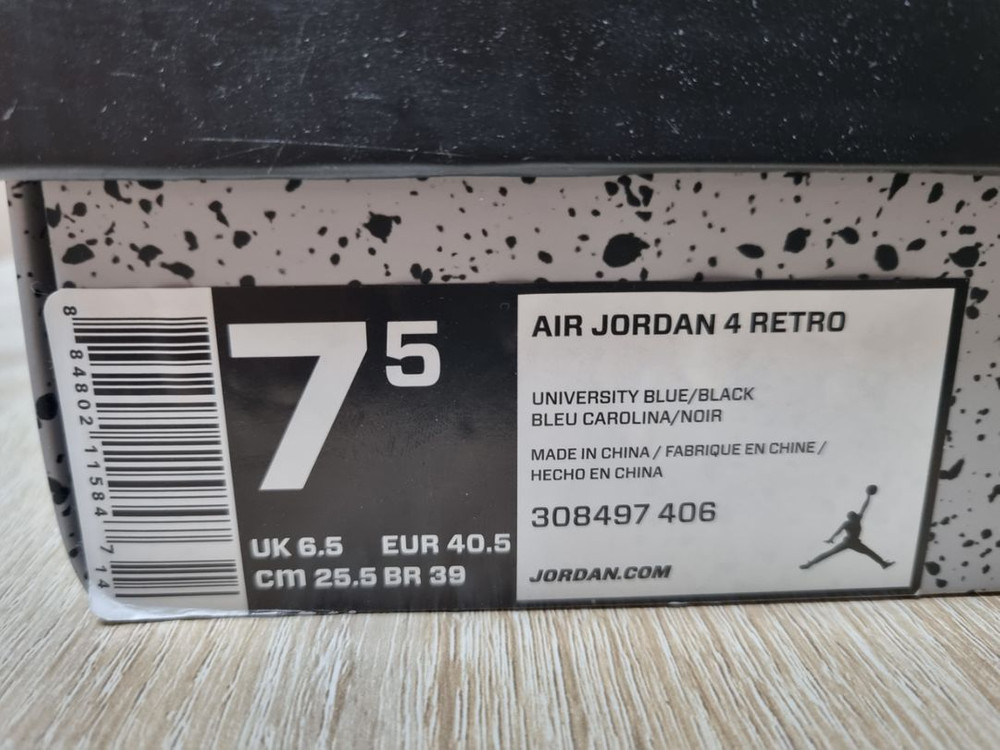 8 84802 11584 7 14
7 5
UK 6.5 EUR 40.5
cm 25.5 BR 39
AIR JORDAN 4 RETRO
UNIVERSITY BLUE/BLACK
BLEU CAROLINA/NOIR
MADE IN CHINA / FABRIQUE EN CHINE /
HECHO EN CHINA
308497 406
JORDAN.COM